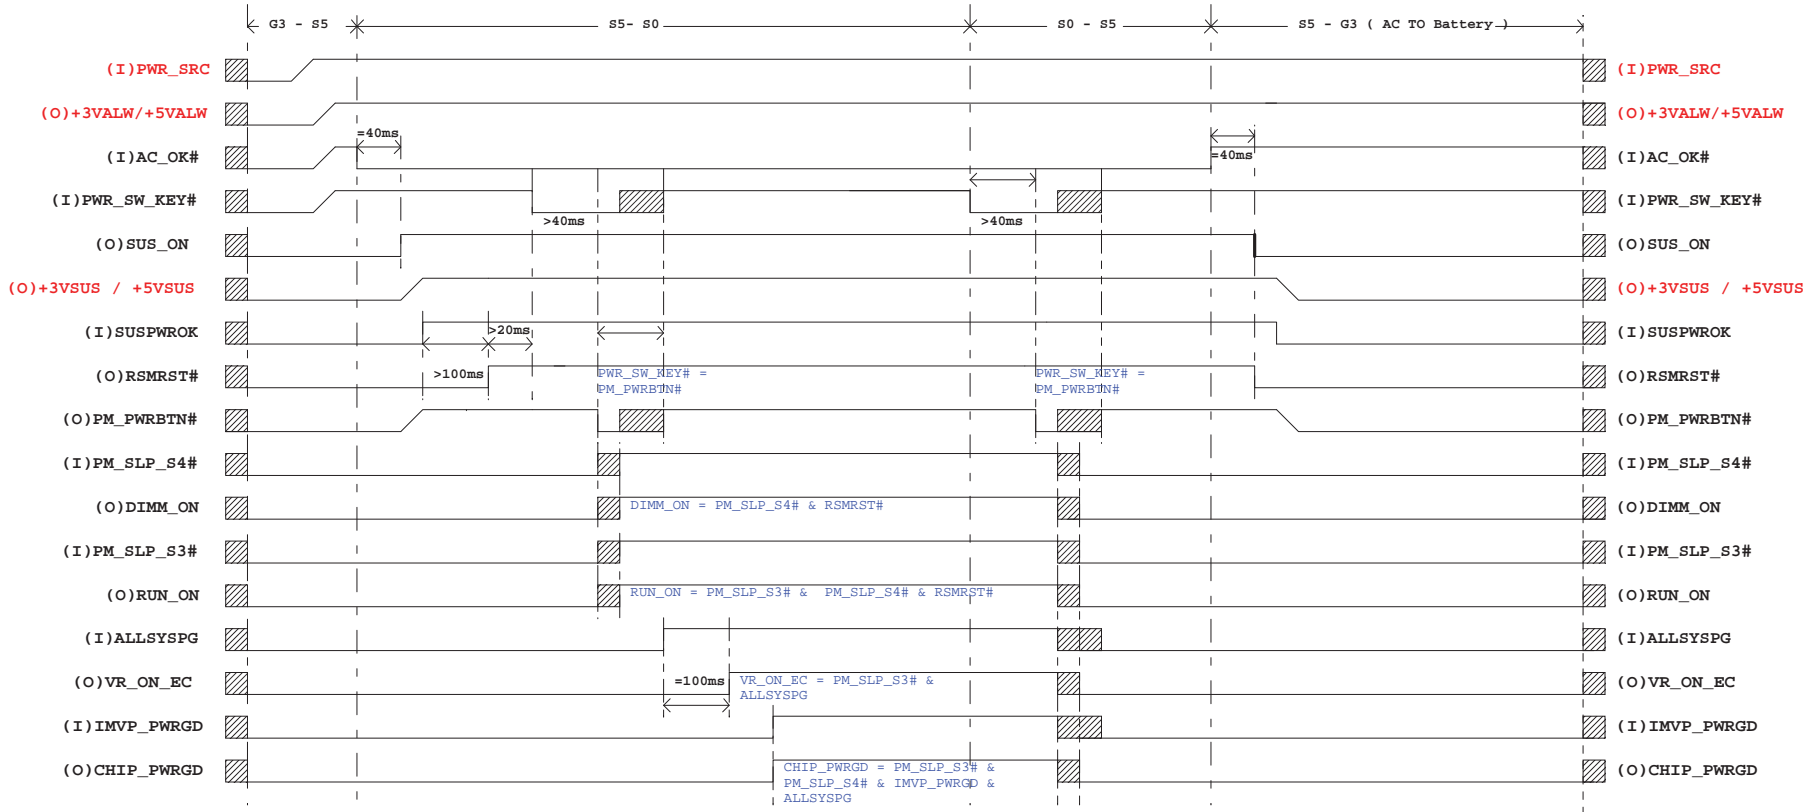 G3 - S5 S5- S0 S0 - S5 S5 - G3 ( AC TO Battery )
(I)PWR_SRC (I)PWR_SRC
(O)+3VALW/+5VALW (O)+3VALW/+5VALW
=40ms
(I)AC_OK# =40ms (I)AC_OK#
(I)PWR_SW_KEY# (I)PWR_SW_KEY#
>40ms >40ms
(O)SUS_ON (O)SUS_ON
(O)+3VSUS / +5VSUS (O)+3VSUS / +5VSUS
(I)SUSPWROK >20ms (I)SUSPWROK
(O)RSMRST# >100ms PWR_SW_KEY# = PWR_SW_KEY# = (O)RSMRST#
PM_PWRBTN# PM_PWRBTN#
(O)PM_PWRBTN# (O)PM_PWRBTN#
(I)PM_SLP_S4# (I)PM_SLP_S4#
(O)DIMM_ON DIMM_ON = PM_SLP_S4# & RSMRST# (O)DIMM_ON
(I)PM_SLP_S3# (I)PM_SLP_S3#
(O)RUN_ON RUN_ON = PM_SLP_S3# & PM_SLP_S4# & RSMRST# (O)RUN_ON
(I)ALLSYSPG (I)ALLSYSPG
(O)VR_ON_EC =100ms VR_ON_EC = PM_SLP_S3# & (O)VR_ON_EC
ALLSYSPG
(I)IMVP_PWRGD (I)IMVP_PWRGD
(O)CHIP_PWRGD CHIP_PWRGD = PM_SLP_S3# & (O)CHIP_PWRGD
PM_SLP_S4# & IMVP_PWRGD &
ALLSYSPG